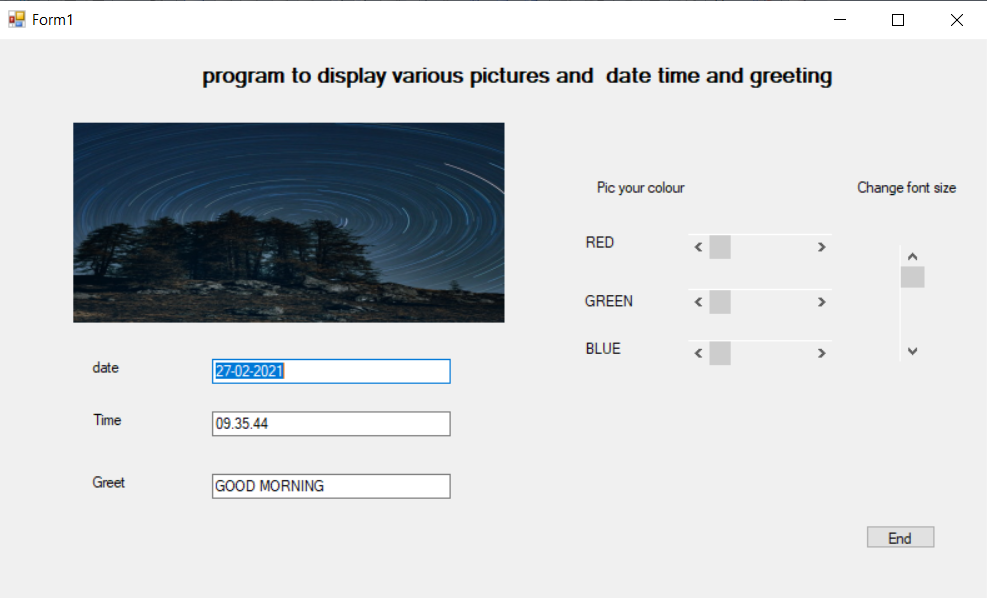 Form1
program to display various pictures and  date time and greeting
Pic your colour
Change font size
RED
GREEN
BLUE
date
27-02-2021
Time
09.35.44
Greet
GOOD MORNING
End